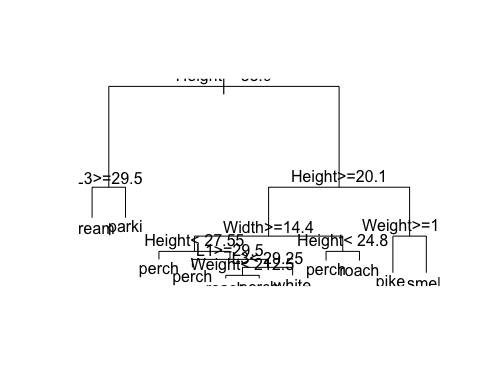 L3>=29.5
Height>=20.1
Width>=14.4
Weight>=1
Height< 27.55
Height< 24.8
L1>=29.5
L3< 29.25
Weight< 212.5
ream
parki
perch
perch
perch
roach
white
pike
smel